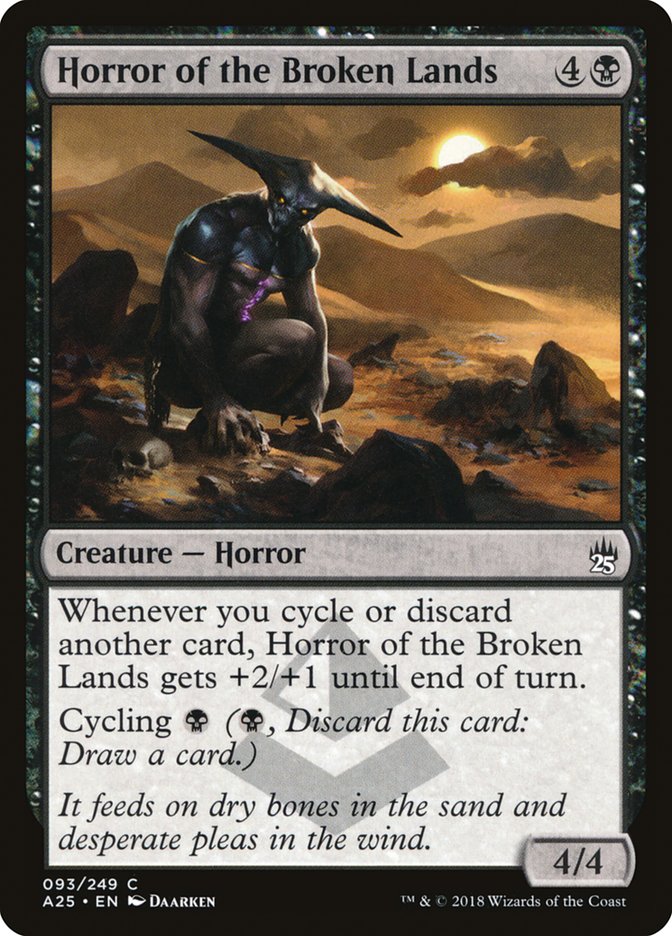 Horror of the Broken Lands 4
Creature — Horror
25
Whenever you cycle or discard
another card, Horror of the Broken
Lands gets +2/+1 until end of turn.
Cycling (, Discard this card:
Draw a card.)
It feeds on dry bones in the sand and
desperate pleas in the wind.
4/4
093/249 C
A25 • EN DAARKEN
™ & © 2018 Wizards of the Coast